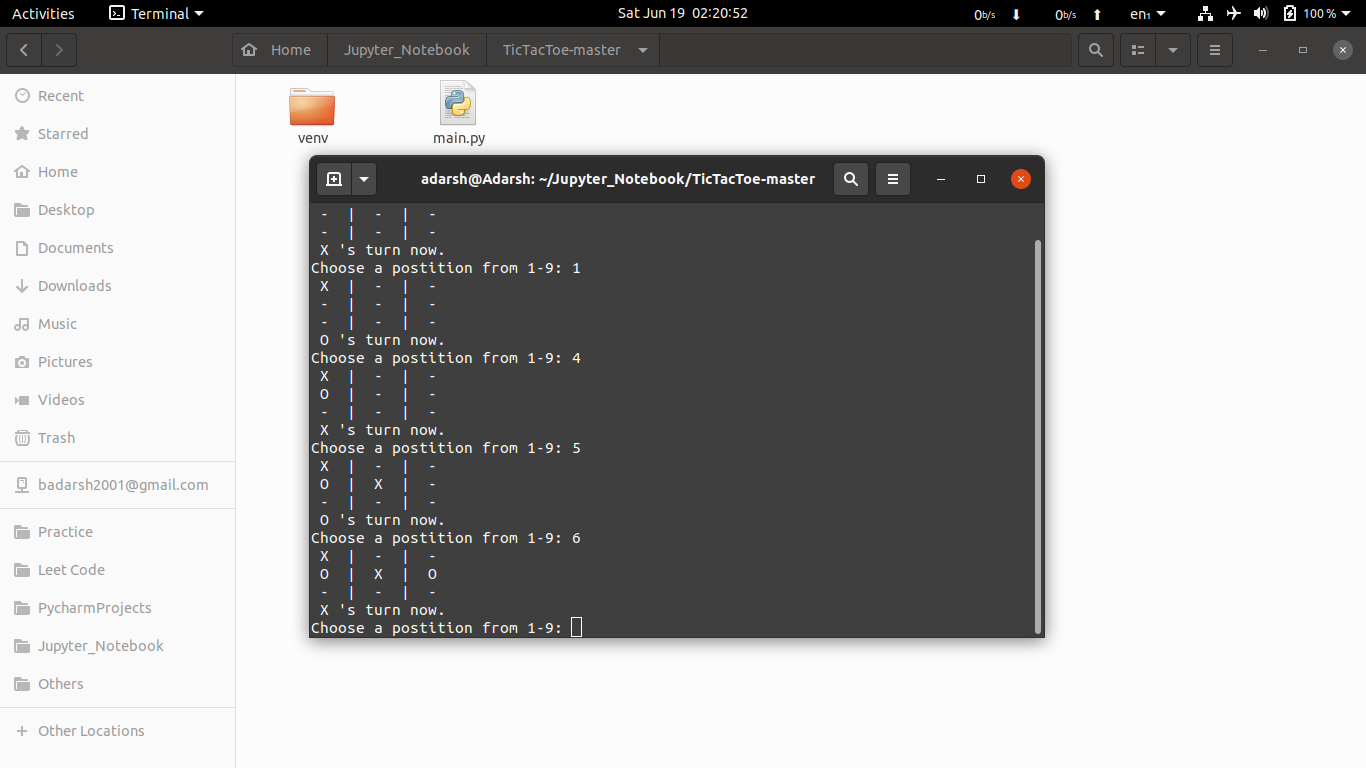 Activities Terminal Sat Jun 19 02:20:52 0b/s 0b/s en1 100 %
Home Jupyter_Notebook TicTacToe-master
Recent
Starred
Home
Desktop
Documents
Downloads
Music
Pictures
Videos
Trash
badarsh2001@gmail.com
Practice
Leet Code
PycharmProjects
Jupyter_Notebook
Others
Other Locations
venv main.py
adarsh@Adarsh: ~/Jupyter_Notebook/TicTacToe-master
- | - | -
- | - | -
X 's turn now.
Choose a postition from 1-9: 1
X | - | -
- | - | -
- | - | -
O 's turn now.
Choose a postition from 1-9: 4
X | - | -
O | - | -
- | - | -
X 's turn now.
Choose a postition from 1-9: 5
X | - | -
O | X | -
- | - | -
O 's turn now.
Choose a postition from 1-9: 6
X | - | -
O | X | O
- | - | -
X 's turn now.
Choose a postition from 1-9: